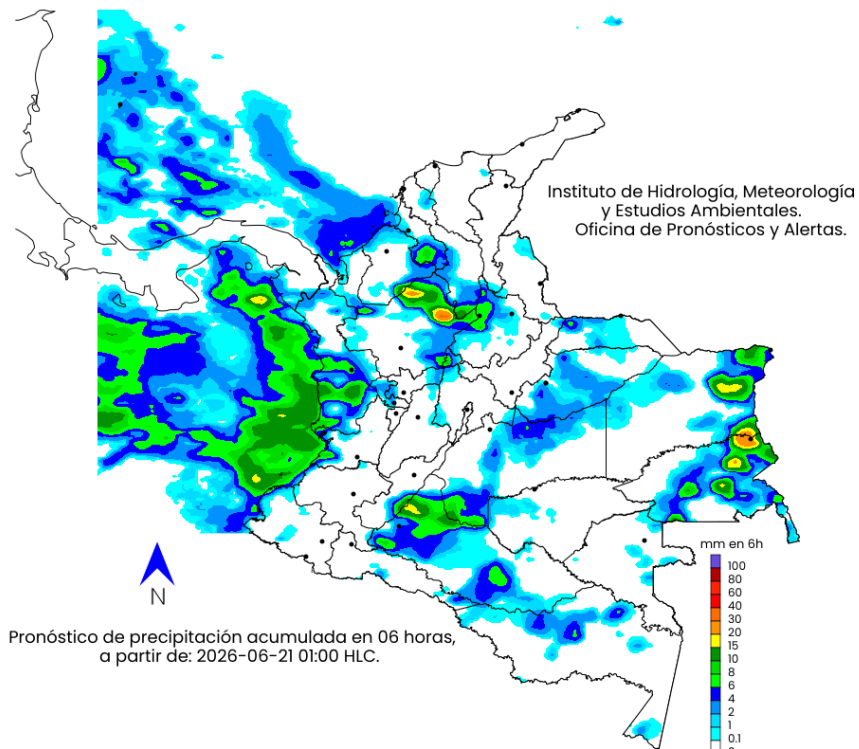 Instituto de Hidrología, Meteorología
y Estudios Ambientales.
Oficina de Pronósticos y Alertas.
mm en 6h
100
80
60
40
30
20
15
10
8
6
4
2
1
0.1
N
Pronóstico de precipitación acumulada en 06 horas,
a partir de: 2026-06-21 01:00 HLC.